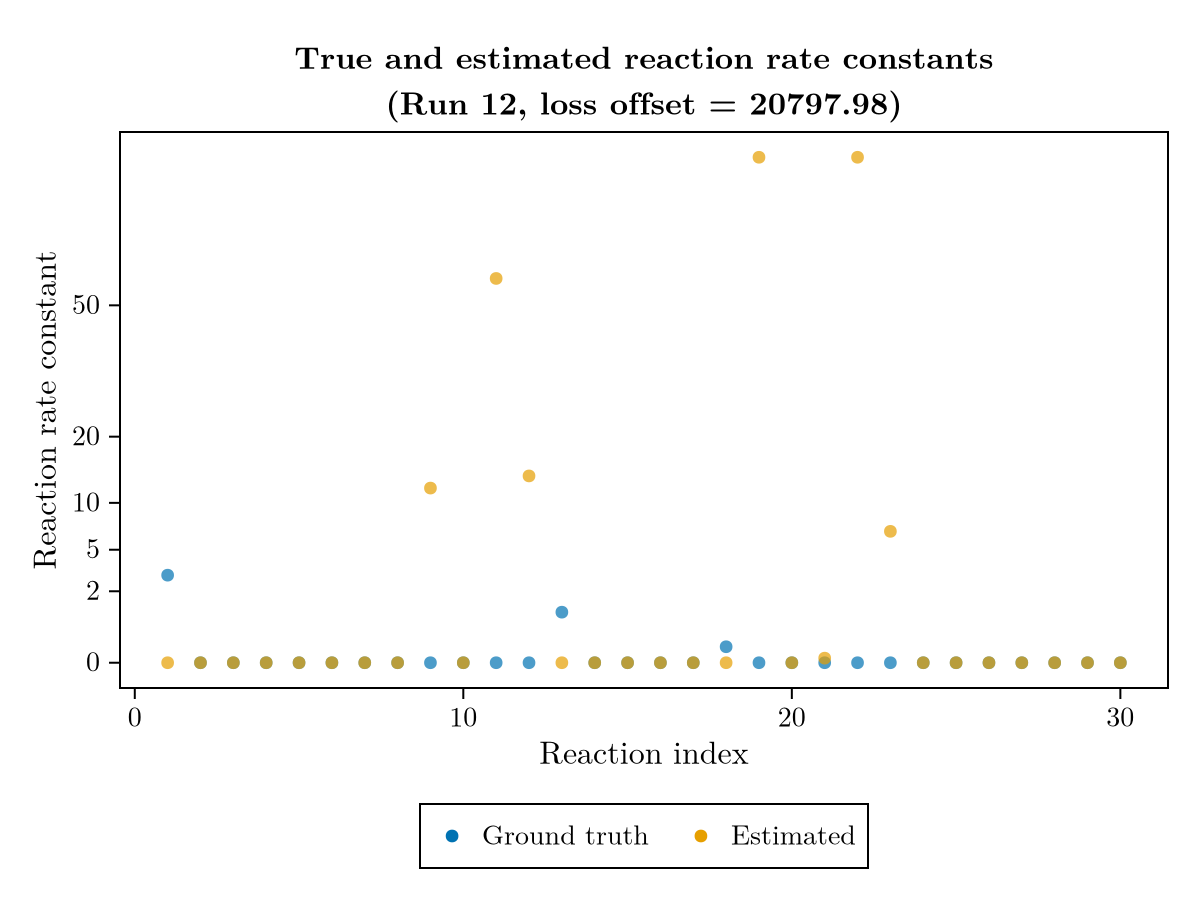 True and estimated reaction rate constants
(Run 12, loss offset = 20797.98)
Reaction rate constant
50
20
10
5
2
0
0 10 20 30
Reaction index
Ground truth Estimated